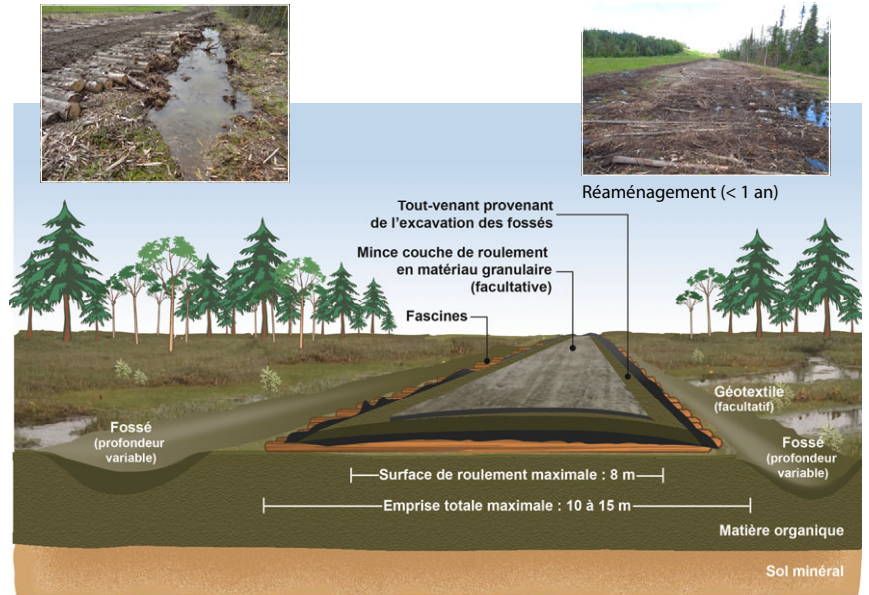 Réaménagement (< 1 an)
Tout-venant provenant
de l'excavation des fossés
Mince couche de roulement
en matériau granulaire
(facultative)
Fascines
Géotextile
(facultatif)
Fossé
(profondeur
variable)
Fossé
(profondeur
variable)
Surface de roulement maximale : 8 m
Emprise totale maximale : 10 à 15 m
Matière organique
Sol minéral